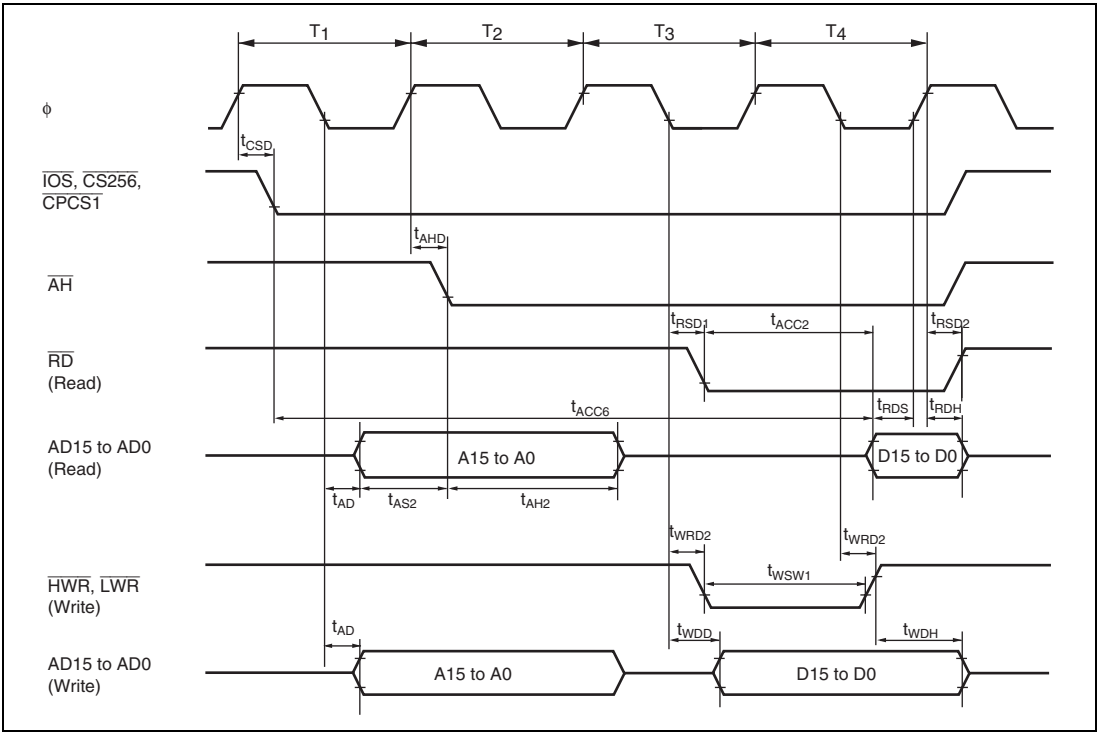 T1 T2 T3 T4
φ
tCSD
IOS, CS256,
CPCS1
tAHD
AH
tRSD1 tACC2 tRSD2
RD
(Read)
tACC6 tRDS tRDH
AD15 to AD0
(Read)
A15 to A0 D15 to D0
tAD tAS2 tAH2
tWRD2 tWRD2
HWR, LWR
(Write)
tWSW1
tAD tWDD tWDH
AD15 to AD0
(Write)
A15 to A0 D15 to D0